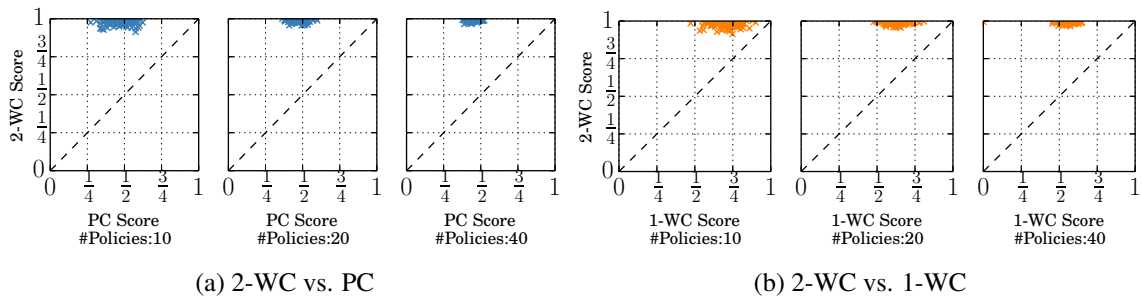 2-WC Score
1
3/4
1/2
1/4
0
0 1/4 1/2 3/4 1
PC Score
#Policies:10
0 1/4 1/2 3/4 1
PC Score
#Policies:20
0 1/4 1/2 3/4 1
PC Score
#Policies:40
(a) 2-WC vs. PC
2-WC Score
1
3/4
1/2
1/4
0
0 1/4 1/2 3/4 1
1-WC Score
#Policies:10
0 1/4 1/2 3/4 1
1-WC Score
#Policies:20
0 1/4 1/2 3/4 1
1-WC Score
#Policies:40
(b) 2-WC vs. 1-WC